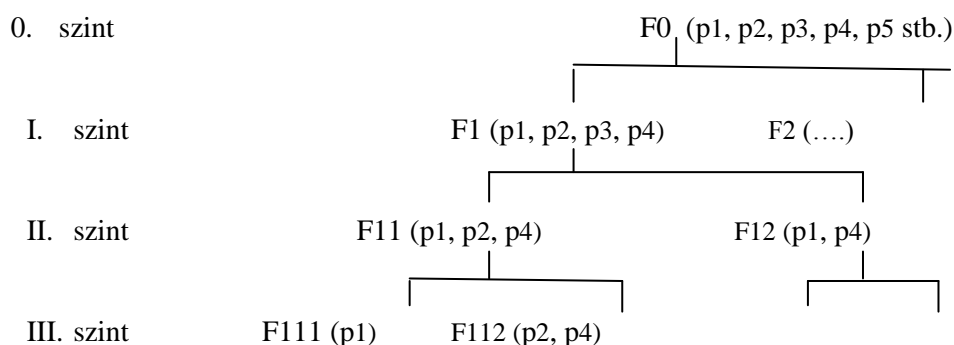 0. szint F0 (p1, p2, p3, p4, p5 stb.)
I. szint F1 (p1, p2, p3, p4) F2 (….)
II. szint F11 (p1, p2, p4) F12 (p1, p4)
III. szint F111 (p1) F112 (p2, p4)